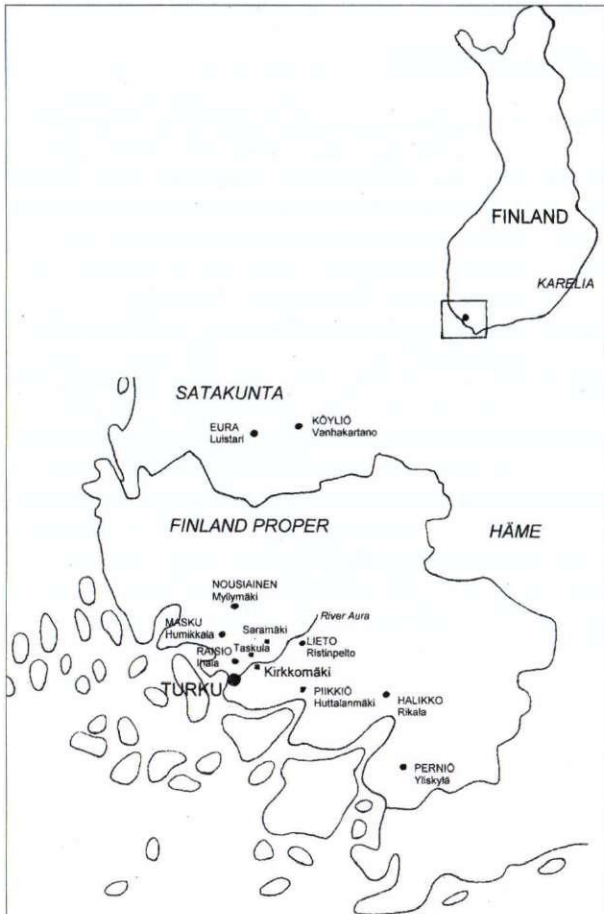 FINLAND
KARELIA
SATAKUNTA
EURA
Luistari
KÖYLIÖ
Vanhakartano
FINLAND PROPER
HÄME
NOUSIAINEN
Myllymäki
River Aura
MASKU
Humikkala
Saramäki
LIETO
Ristinpelto
RAISIO
Ihala
Taskula
Kirkkomäki
TURKU
PIIKKIÖ
Huttalanmäki
HALIKKO
Rikala
PERNIÖ
Yliskylä